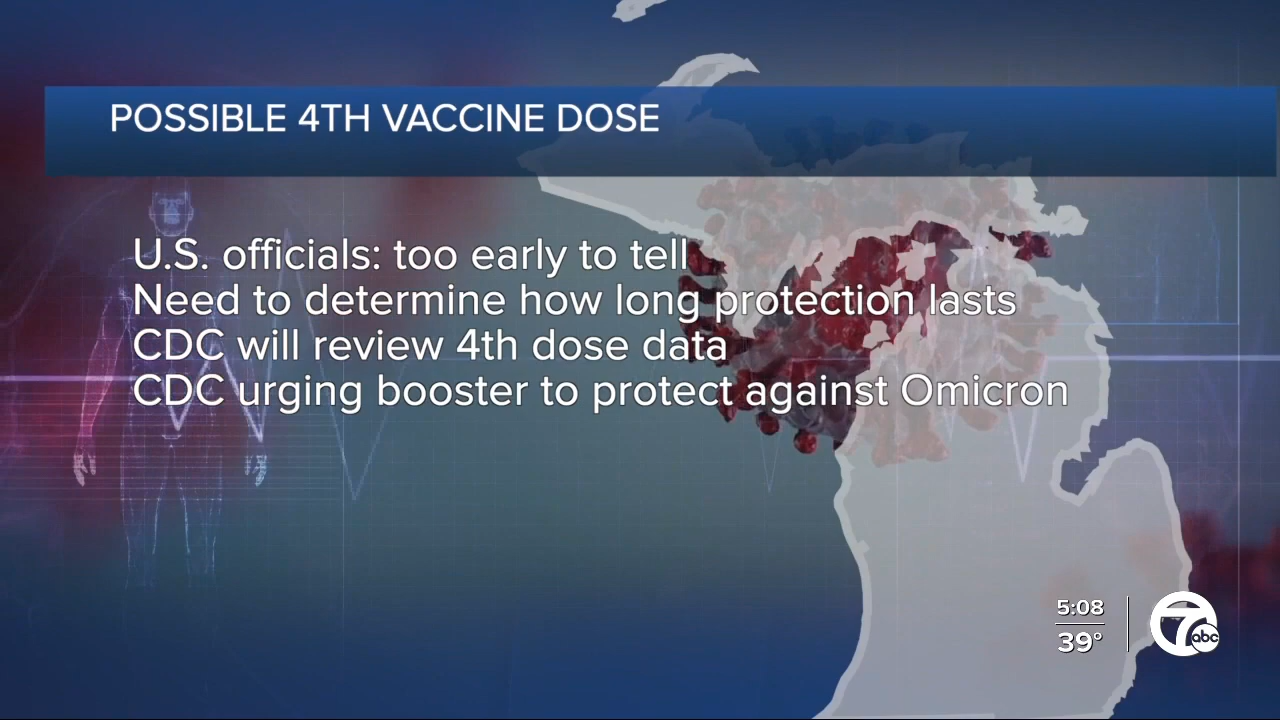 POSSIBLE 4TH VACCINE DOSE
U.S. officials: too early to tell
Need to determine how long protection lasts
CDC will review 4th dose data
CDC urging booster to protect against Omicron
5:08
39°
7 abc